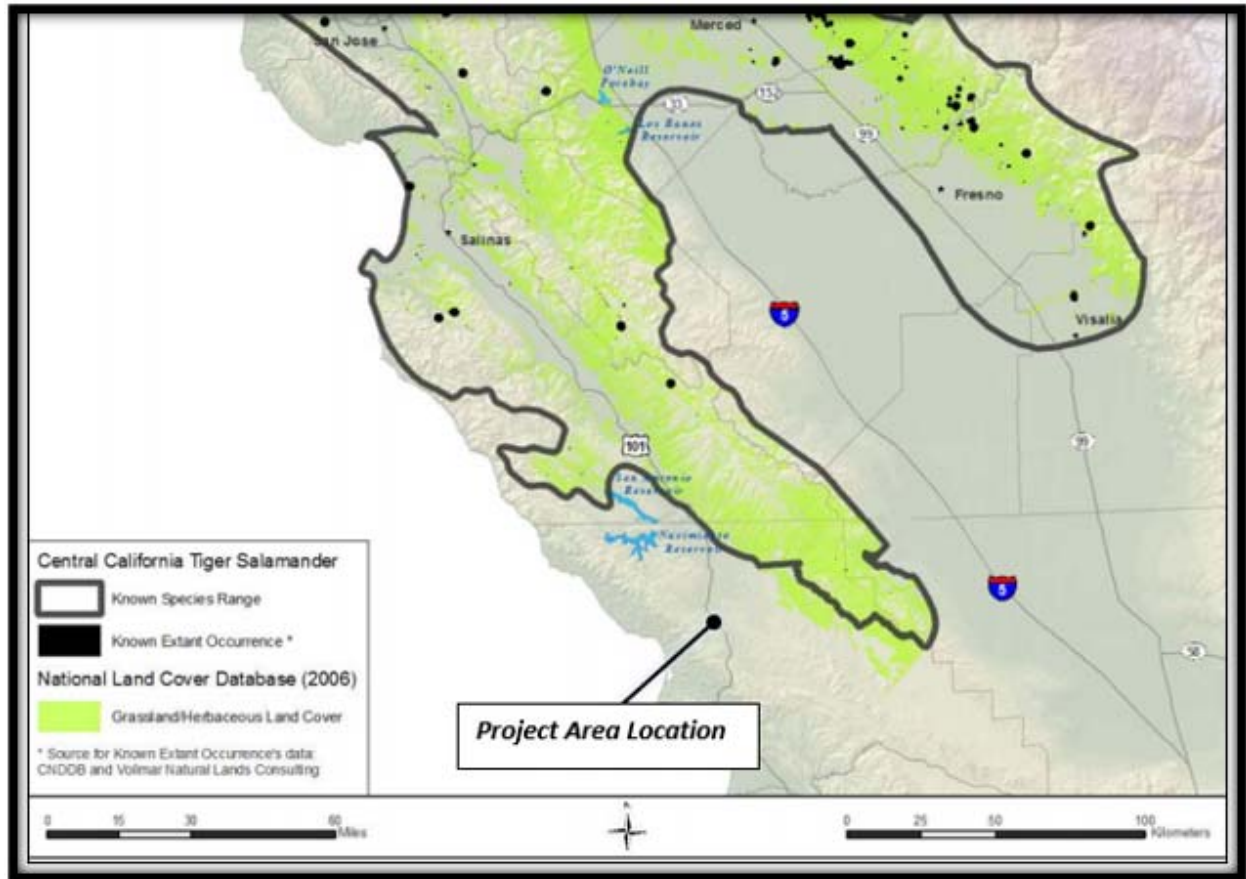 Merced
San Jose
O'Neill
Forebay
33
152
Los Banos
Reservoir
99
Fresno
Salinas
5
Visalia
101
99
San Antonio
Reservoir
Nacimiento
Reservoir
5
58
Central California Tiger Salamander
Known Species Range
Known Extant Occurrence *
National Land Cover Database (2006)
Grassland/Herbaceous Land Cover
* Source for Known Extant Occurrence's data:
CNDDB and Vollmar Natural Lands Consulting
Project Area Location
0 15 30 60
Miles
0 25 50 100
Kilometers